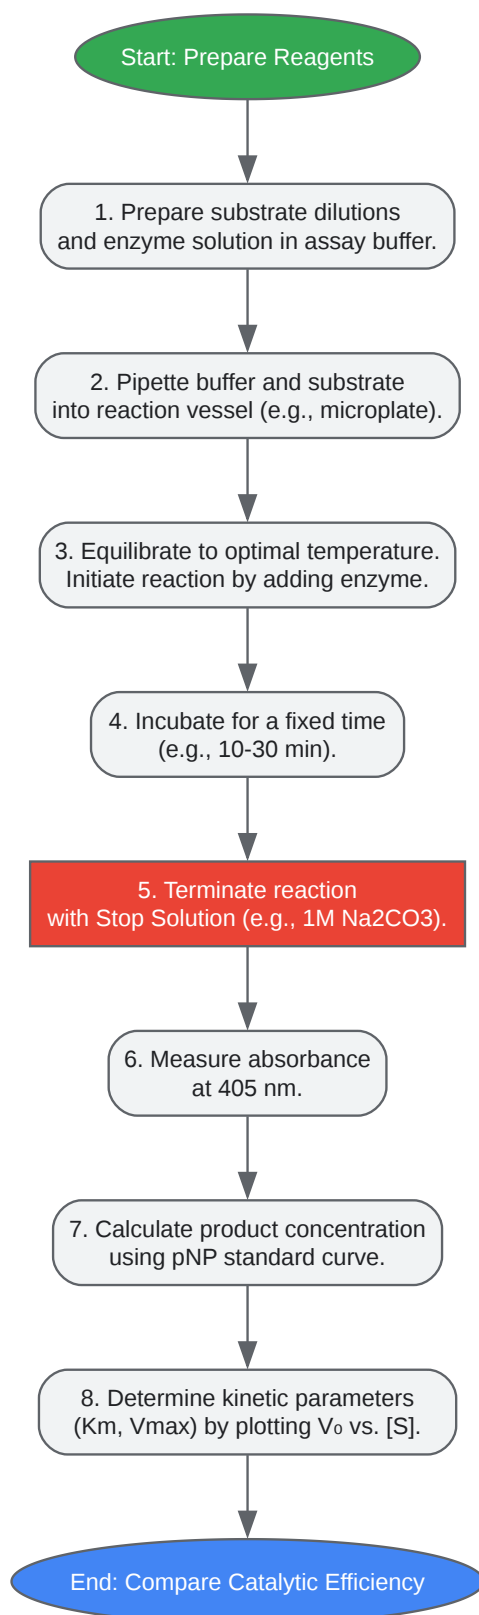 Start: Prepare Reagents
1. Prepare substrate dilutions
and enzyme solution in assay buffer.
2. Pipette buffer and substrate
into reaction vessel (e.g., microplate).
3. Equilibrate to optimal temperature.
Initiate reaction by adding enzyme.
4. Incubate for a fixed time
(e.g., 10-30 min).
5. Terminate reaction
with Stop Solution (e.g., 1M Na2CO3).
6. Measure absorbance
at 405 nm.
7. Calculate product concentration
using pNP standard curve.
8. Determine kinetic parameters
(Km, Vmax) by plotting V₀ vs. [S].
End: Compare Catalytic Efficiency